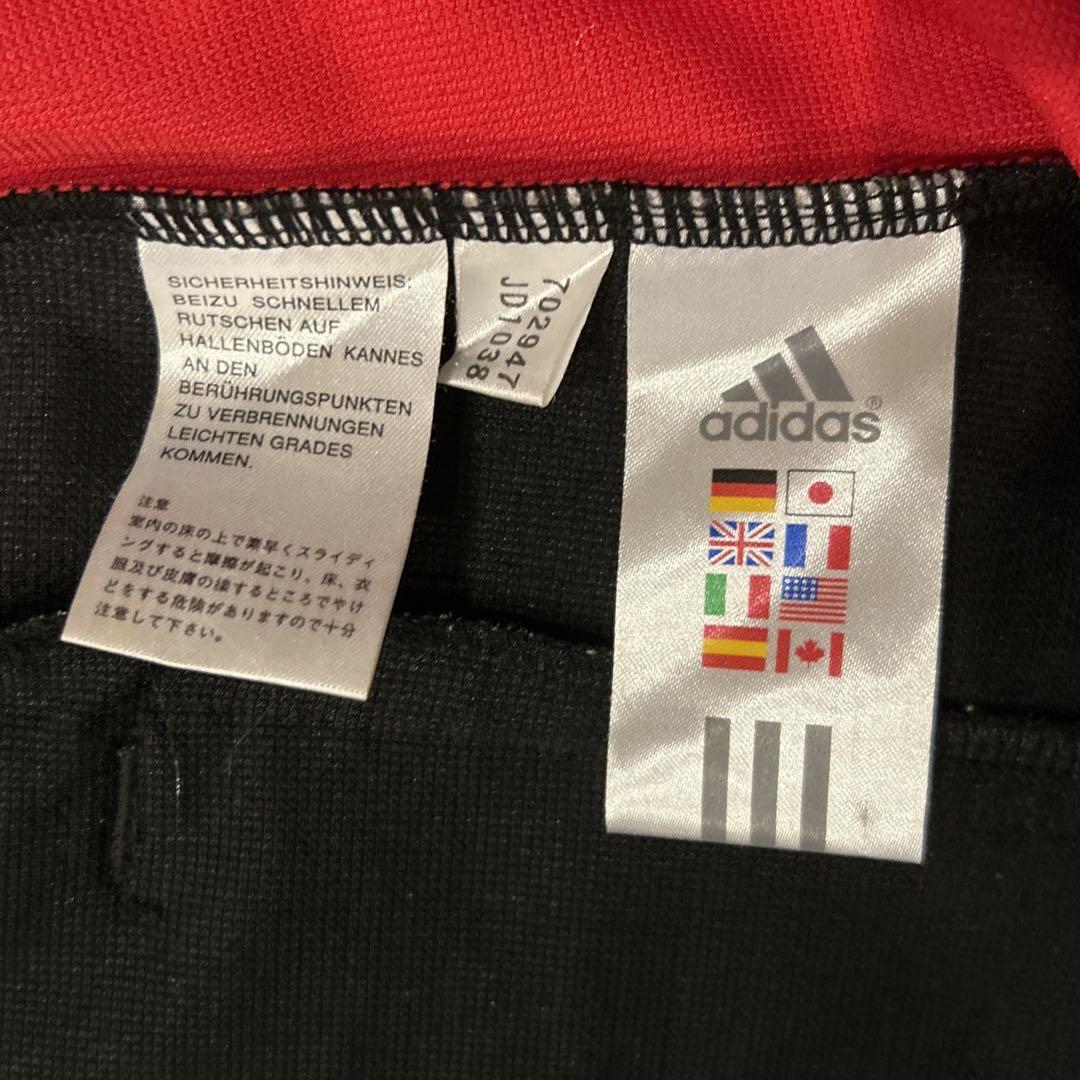 SICHERHEITSHINWEIS:
BEIZU SCHNELLEM
RUTSCHEN AUF
HALLENBÖDEN KANNES
AN DEN
BERÜHRUNGSPUNKTEN
ZU VERBRENNUNGEN
LEICHTEN GRADES
KOMMEN.
注意
室内の床の上で素早くスライディ
ングすると摩擦が起こり、床、衣
服及び皮膚の接するところでやけ
どをする危険がありますので十分
注意して下さい。
702947
JD1038
adidas®